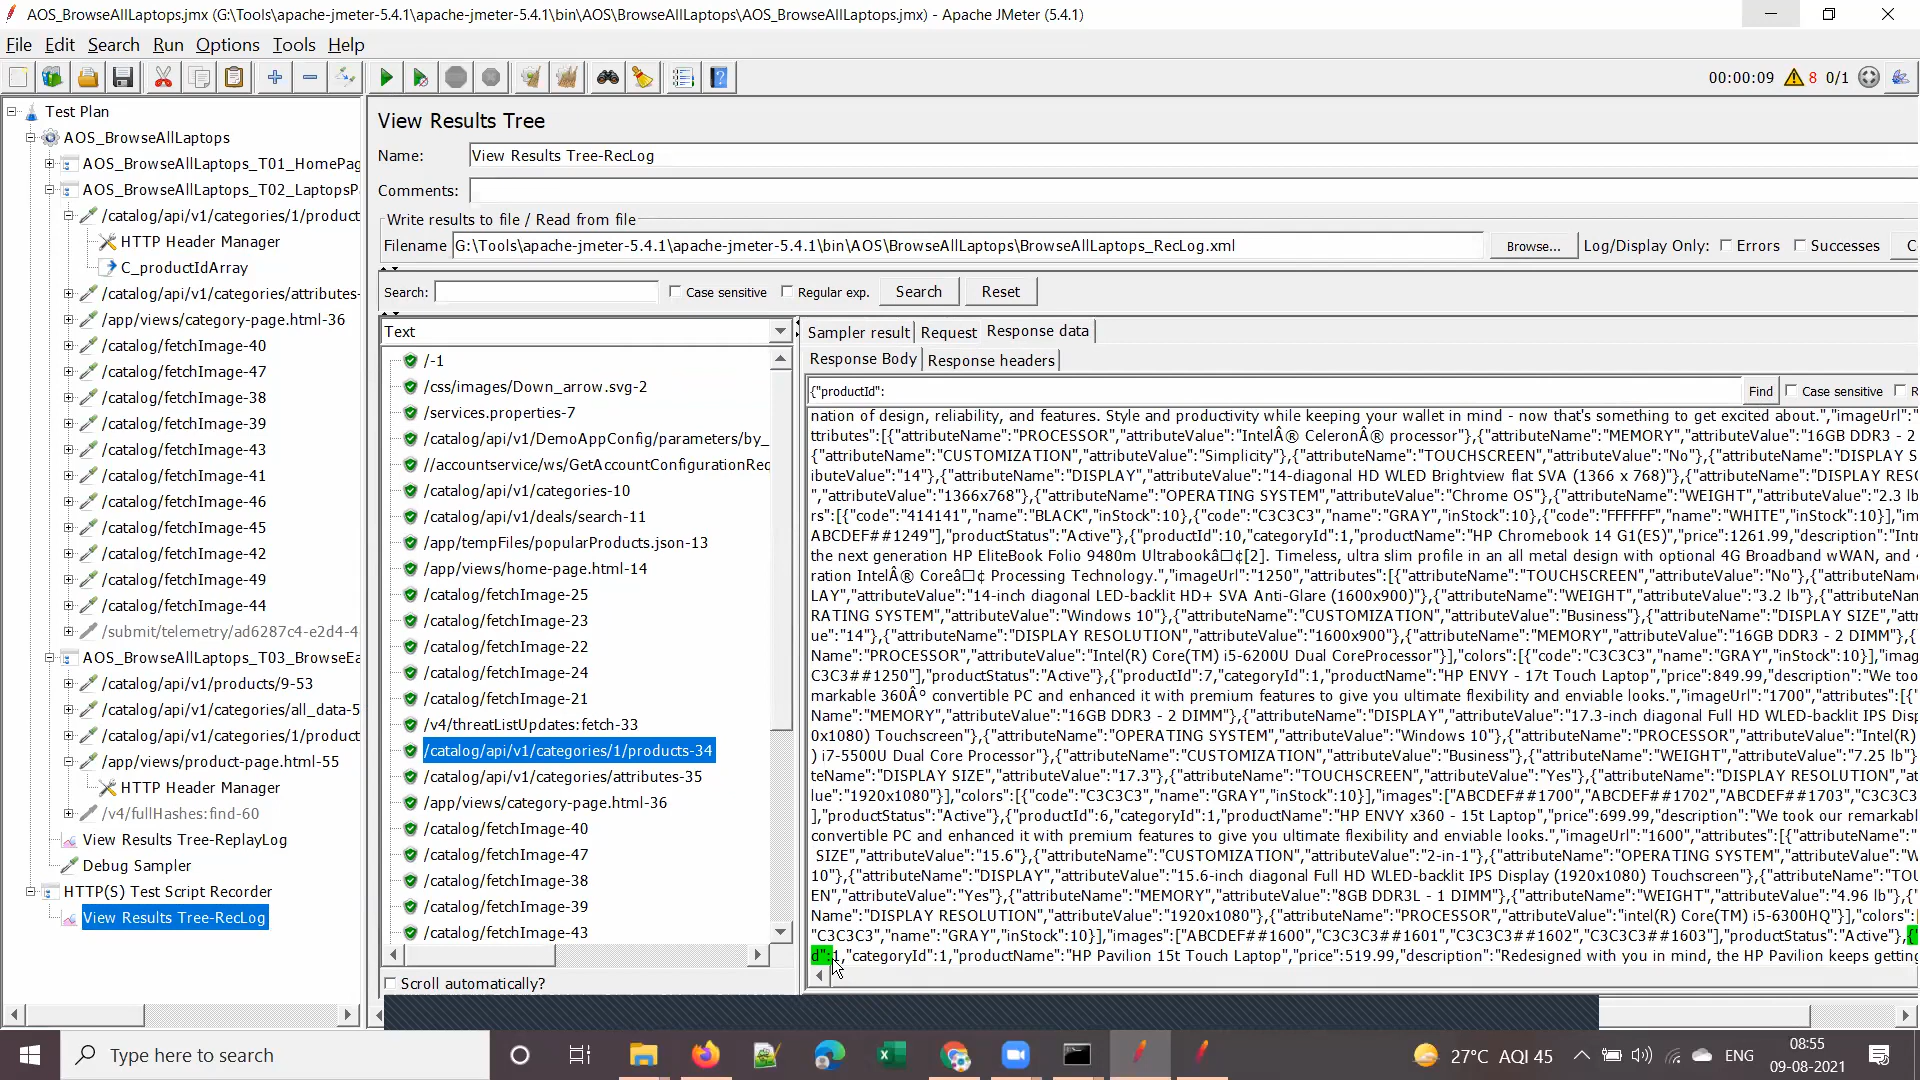 AOS_BrowseAllLaptops.jmx (G:\Tools\apache-jmeter-5.4.1\apache-jmeter-5.4.1\bin\AOS\BrowseAllLaptops\AOS_BrowseAllLaptops.jmx) - Apache JMeter (5.4.1)
File Edit Search Run Options Tools Help
00:00:09 8 0/1
Test Plan
AOS_BrowseAllLaptops
AOS_BrowseAllLaptops_T01_HomePag
AOS_BrowseAllLaptops_T02_LaptopsP
/catalog/api/v1/categories/1/product
HTTP Header Manager
C_productIdArray
/catalog/api/v1/categories/attributes-
/app/views/category-page.html-36
/catalog/fetchImage-40
/catalog/fetchImage-47
/catalog/fetchImage-38
/catalog/fetchImage-39
/catalog/fetchImage-43
/catalog/fetchImage-41
/catalog/fetchImage-46
/catalog/fetchImage-45
/catalog/fetchImage-42
/catalog/fetchImage-49
/catalog/fetchImage-44
/submit/telemetry/ad6287c4-e2d4-4
AOS_BrowseAllLaptops_T03_BrowseEa
/catalog/api/v1/products/9-53
/catalog/api/v1/categories/all_data-5
/catalog/api/v1/categories/1/product
/app/views/product-page.html-55
HTTP Header Manager
/v4/fullHashes:find-60
View Results Tree-ReplayLog
Debug Sampler
HTTP(S) Test Script Recorder
View Results Tree-RecLog
View Results Tree
Name: View Results Tree-RecLog
Comments:
Write results to file / Read from file
Filename G:\Tools\apache-jmeter-5.4.1\apache-jmeter-5.4.1\bin\AOS\BrowseAllLaptops\BrowseAllLaptops_RecLog.xml Browse... Log/Display Only: Errors Successes C
Search: Case sensitive Regular exp. Search Reset
Text
/-1
/css/images/Down_arrow.svg-2
/services.properties-7
/catalog/api/v1/DemoAppConfig/parameters/by_
//accountservice/ws/GetAccountConfigurationReq
/catalog/api/v1/categories-10
/catalog/api/v1/deals/search-11
/app/tempFiles/popularProducts.json-13
/app/views/home-page.html-14
/catalog/fetchImage-25
/catalog/fetchImage-23
/catalog/fetchImage-22
/catalog/fetchImage-24
/catalog/fetchImage-21
/v4/threatListUpdates:fetch-33
/catalog/api/v1/categories/1/products-34
/catalog/api/v1/categories/attributes-35
/app/views/category-page.html-36
/catalog/fetchImage-40
/catalog/fetchImage-47
/catalog/fetchImage-38
/catalog/fetchImage-39
/catalog/fetchImage-43
Scroll automatically?
Sampler result Request Response data
Response Body Response headers
{"productId": Find Case sensitive R
nation of design, reliability, and features. Style and productivity while keeping your wallet in mind - now that's something to get excited about.","imageUrl":"
ttributes":[{"attributeName":"PROCESSOR","attributeValue":"IntelÂ® CeleronÂ® processor"},{"attributeName":"MEMORY","attributeValue":"16GB DDR3 - 2
{"attributeName":"CUSTOMIZATION","attributeValue":"Simplicity"},{"attributeName":"TOUCHSCREEN","attributeValue":"No"},{"attributeName":"DISPLAY S
ibuteValue":"14"},{"attributeName":"DISPLAY","attributeValue":"14-diagonal HD WLED Brightview flat SVA (1366 x 768)"},{"attributeName":"DISPLAY RES
","attributeValue":"1366x768"},{"attributeName":"OPERATING SYSTEM","attributeValue":"Chrome OS"},{"attributeName":"WEIGHT","attributeValue":"2.3 lb
rs":[{"code":"414141","name":"BLACK","inStock":10},{"code":"C3C3C3","name":"GRAY","inStock":10},{"code":"FFFFFF","name":"WHITE","inStock":10}],"im
ABCDEF##1249"],"productStatus":"Active"},{"productId":10,"categoryId":1,"productName":"HP Chromebook 14 G1(ES)","price":1261.99,"description":"Intr
the next generation HP EliteBook Folio 9480m Ultrabookâ□¢[2]. Timeless, ultra slim profile in an all metal design with optional 4G Broadband wWAN, and
ration IntelÂ® Coreâ□¢ Processing Technology.","imageUrl":"1250","attributes":[{"attributeName":"TOUCHSCREEN","attributeValue":"No"},{"attributeNa
LAY","attributeValue":"14-inch diagonal LED-backlit HD+ SVA Anti-Glare (1600x900)"},{"attributeName":"WEIGHT","attributeValue":"3.2 lb"},{"attributeNa
RATING SYSTEM","attributeValue":"Windows 10"},{"attributeName":"CUSTOMIZATION","attributeValue":"Business"},{"attributeName":"DISPLAY SIZE","attri
ue":"14"},{"attributeName":"DISPLAY RESOLUTION","attributeValue":"1600x900"},{"attributeName":"MEMORY","attributeValue":"16GB DDR3 - 2 DIMM"},{
Name":"PROCESSOR","attributeValue":"Intel(R) Core(TM) i5-6200U Dual CoreProcessor"}],"colors":[{"code":"C3C3C3","name":"GRAY","inStock":10}],"imag
C3C3##1250"],"productStatus":"Active"},{"productId":7,"categoryId":1,"productName":"HP ENVY - 17t Touch Laptop","price":849.99,"description":"We too
markable 360Âº convertible PC and enhanced it with premium features to give you ultimate flexibility and enviable looks.","imageUrl":"1700","attributes":[{"
Name":"MEMORY","attributeValue":"16GB DDR3 - 2 DIMM"},{"attributeName":"DISPLAY","attributeValue":"17.3-inch diagonal Full HD WLED-backlit IPS Disp
0x1080) Touchscreen"},{"attributeName":"OPERATING SYSTEM","attributeValue":"Windows 10"},{"attributeName":"PROCESSOR","attributeValue":"Intel(R)
) i7-5500U Dual Core Processor"},{"attributeName":"CUSTOMIZATION","attributeValue":"Business"},{"attributeName":"WEIGHT","attributeValue":"7.25 lb"}
teName":"DISPLAY SIZE","attributeValue":"17.3"},{"attributeName":"TOUCHSCREEN","attributeValue":"Yes"},{"attributeName":"DISPLAY RESOLUTION","at
lue":"1920x1080"}],"colors":[{"code":"C3C3C3","name":"GRAY","inStock":10}],"images":["ABCDEF##1700","ABCDEF##1702","ABCDEF##1703","C3C3C3
],"productStatus":"Active"},{"productId":6,"categoryId":1,"productName":"HP ENVY x360 - 15t Laptop","price":699.99,"description":"We took our remarkab
convertible PC and enhanced it with premium features to give you ultimate flexibility and enviable looks.","imageUrl":"1600","attributes":[{"attributeName":"
SIZE","attributeValue":"15.6"},{"attributeName":"CUSTOMIZATION","attributeValue":"2-in-1"},{"attributeName":"OPERATING SYSTEM","attributeValue":"W
10"},{"attributeName":"DISPLAY","attributeValue":"15.6-inch diagonal Full HD WLED-backlit IPS Display (1920x1080) Touchscreen"},{"attributeName":"TOU
EN","attributeValue":"Yes"},{"attributeName":"MEMORY","attributeValue":"8GB DDR3L - 1 DIMM"},{"attributeName":"WEIGHT","attributeValue":"4.96 lb"},{"
Name":"DISPLAY RESOLUTION","attributeValue":"1920x1080"},{"attributeName":"PROCESSOR","attributeValue":"intel(R) Core(TM) i5-6300HQ"}],"colors":[
"C3C3C3","name":"GRAY","inStock":10}],"images":["ABCDEF##1600","C3C3C3##1601","C3C3C3##1602","C3C3C3##1603"],"productStatus":"Active"},{"
d":1,"categoryId":1,"productName":"HP Pavilion 15t Touch Laptop","price":519.99,"description":"Redesigned with you in mind, the HP Pavilion keeps getting
Type here to search
27°C AQI 45 ENG 08:55
09-08-2021